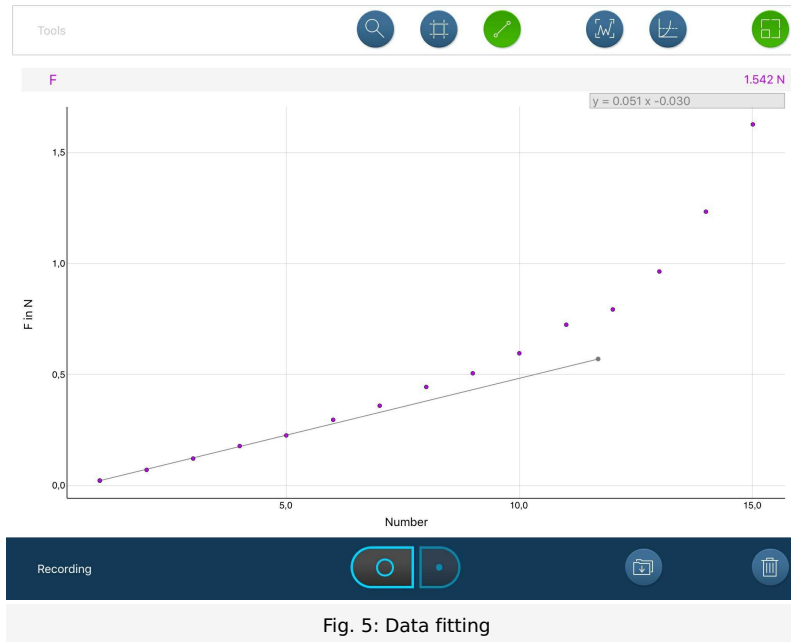 Tools
F
1.542 N
y = 0.051 x -0.030
1,5
1,0
F in N
0,5
0,0
5,0
10,0
15,0
Number
Recording
Fig. 5: Data fitting